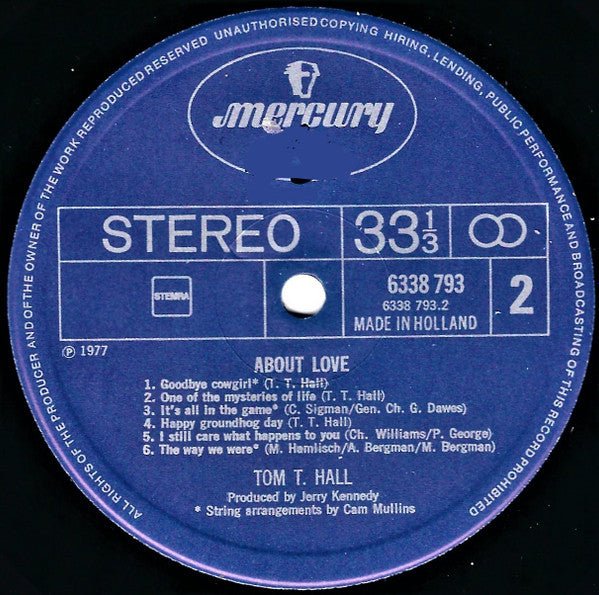 ALL RIGHTS OF THE PRODUCER AND OF THE OWNER OF THE WORK REPRODUCED RESERVED UNAUTHORISED COPYING HIRING, LENDING, PUBLIC PERFORMANCE AND BROADCASTING OF THIS RECORD PROHIBITED
mercury
STEREO 33 1/3
STEMRA
6338 793
6338 793.2
MADE IN HOLLAND
2
Ⓟ 1977
ABOUT LOVE
1. Goodbye cowgirl* (T. T. Hall)
2. One of the mysteries of life (T. T. Hall)
3. It's all in the game* (C. Sigman/Gen. Ch. G. Dawes)
4. Happy groundhog day (T. T. Hall)
5. I still care what happens to you (Ch. Williams/P. George)
6. The way we were* (M. Hamlisch/A. Bergman/M. Bergman)
TOM T. HALL
Produced by Jerry Kennedy
* String arrangements by Cam Mullins